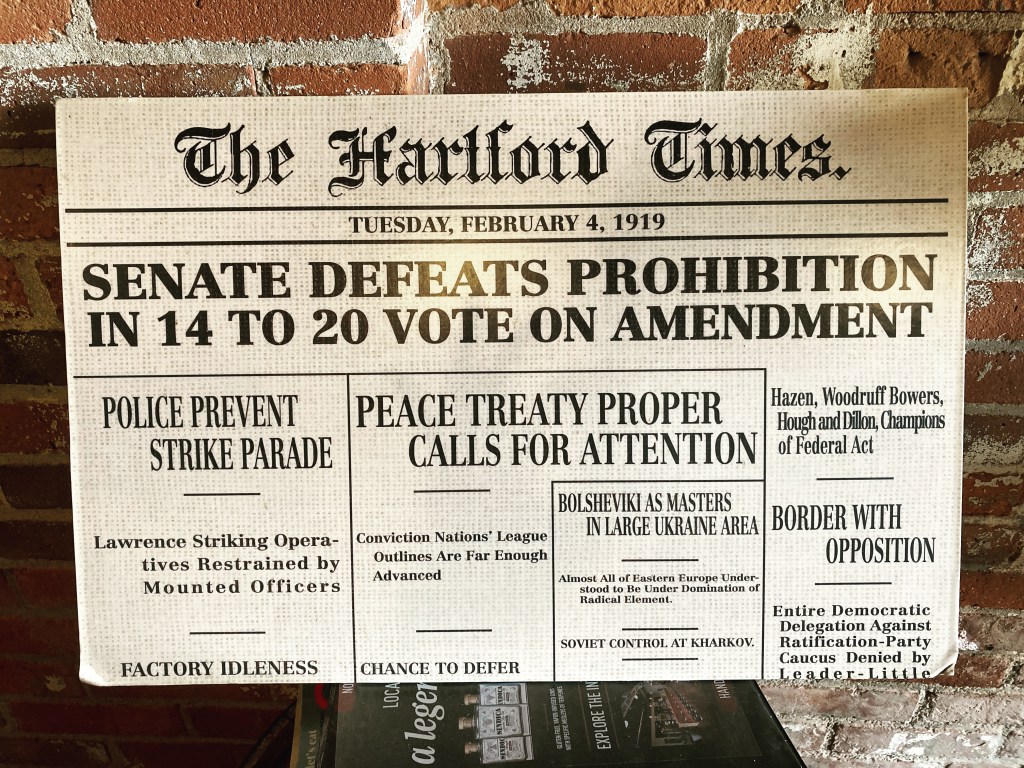 The Hartford Times.
TUESDAY, FEBRUARY 4, 1919
SENATE DEFEATS PROHIBITION
IN 14 TO 20 VOTE ON AMENDMENT
POLICE PREVENT
STRIKE PARADE
Lawrence Striking Opera-
tives Restrained by
Mounted Officers
FACTORY IDLENESS
PEACE TREATY PROPER
CALLS FOR ATTENTION
Conviction Nations' League
Outlines Are Far Enough
Advanced
CHANCE TO DEFER
BOLSHEVIKI AS MASTERS
IN LARGE UKRAINE AREA
Almost All of Eastern Europe Under-
stood to Be Under Domination of
Radical Element.
SOVIET CONTROL AT KHARKOV.
Hazen, Woodruff Bowers,
Hough and Dillon, Champions
of Federal Act
BORDER WITH
OPPOSITION
Entire Democratic
Delegation Against
Ratification-Party
Caucus Denied by
Leader-Little
LOCA
a legen
EXPLORE THE IN
HAND